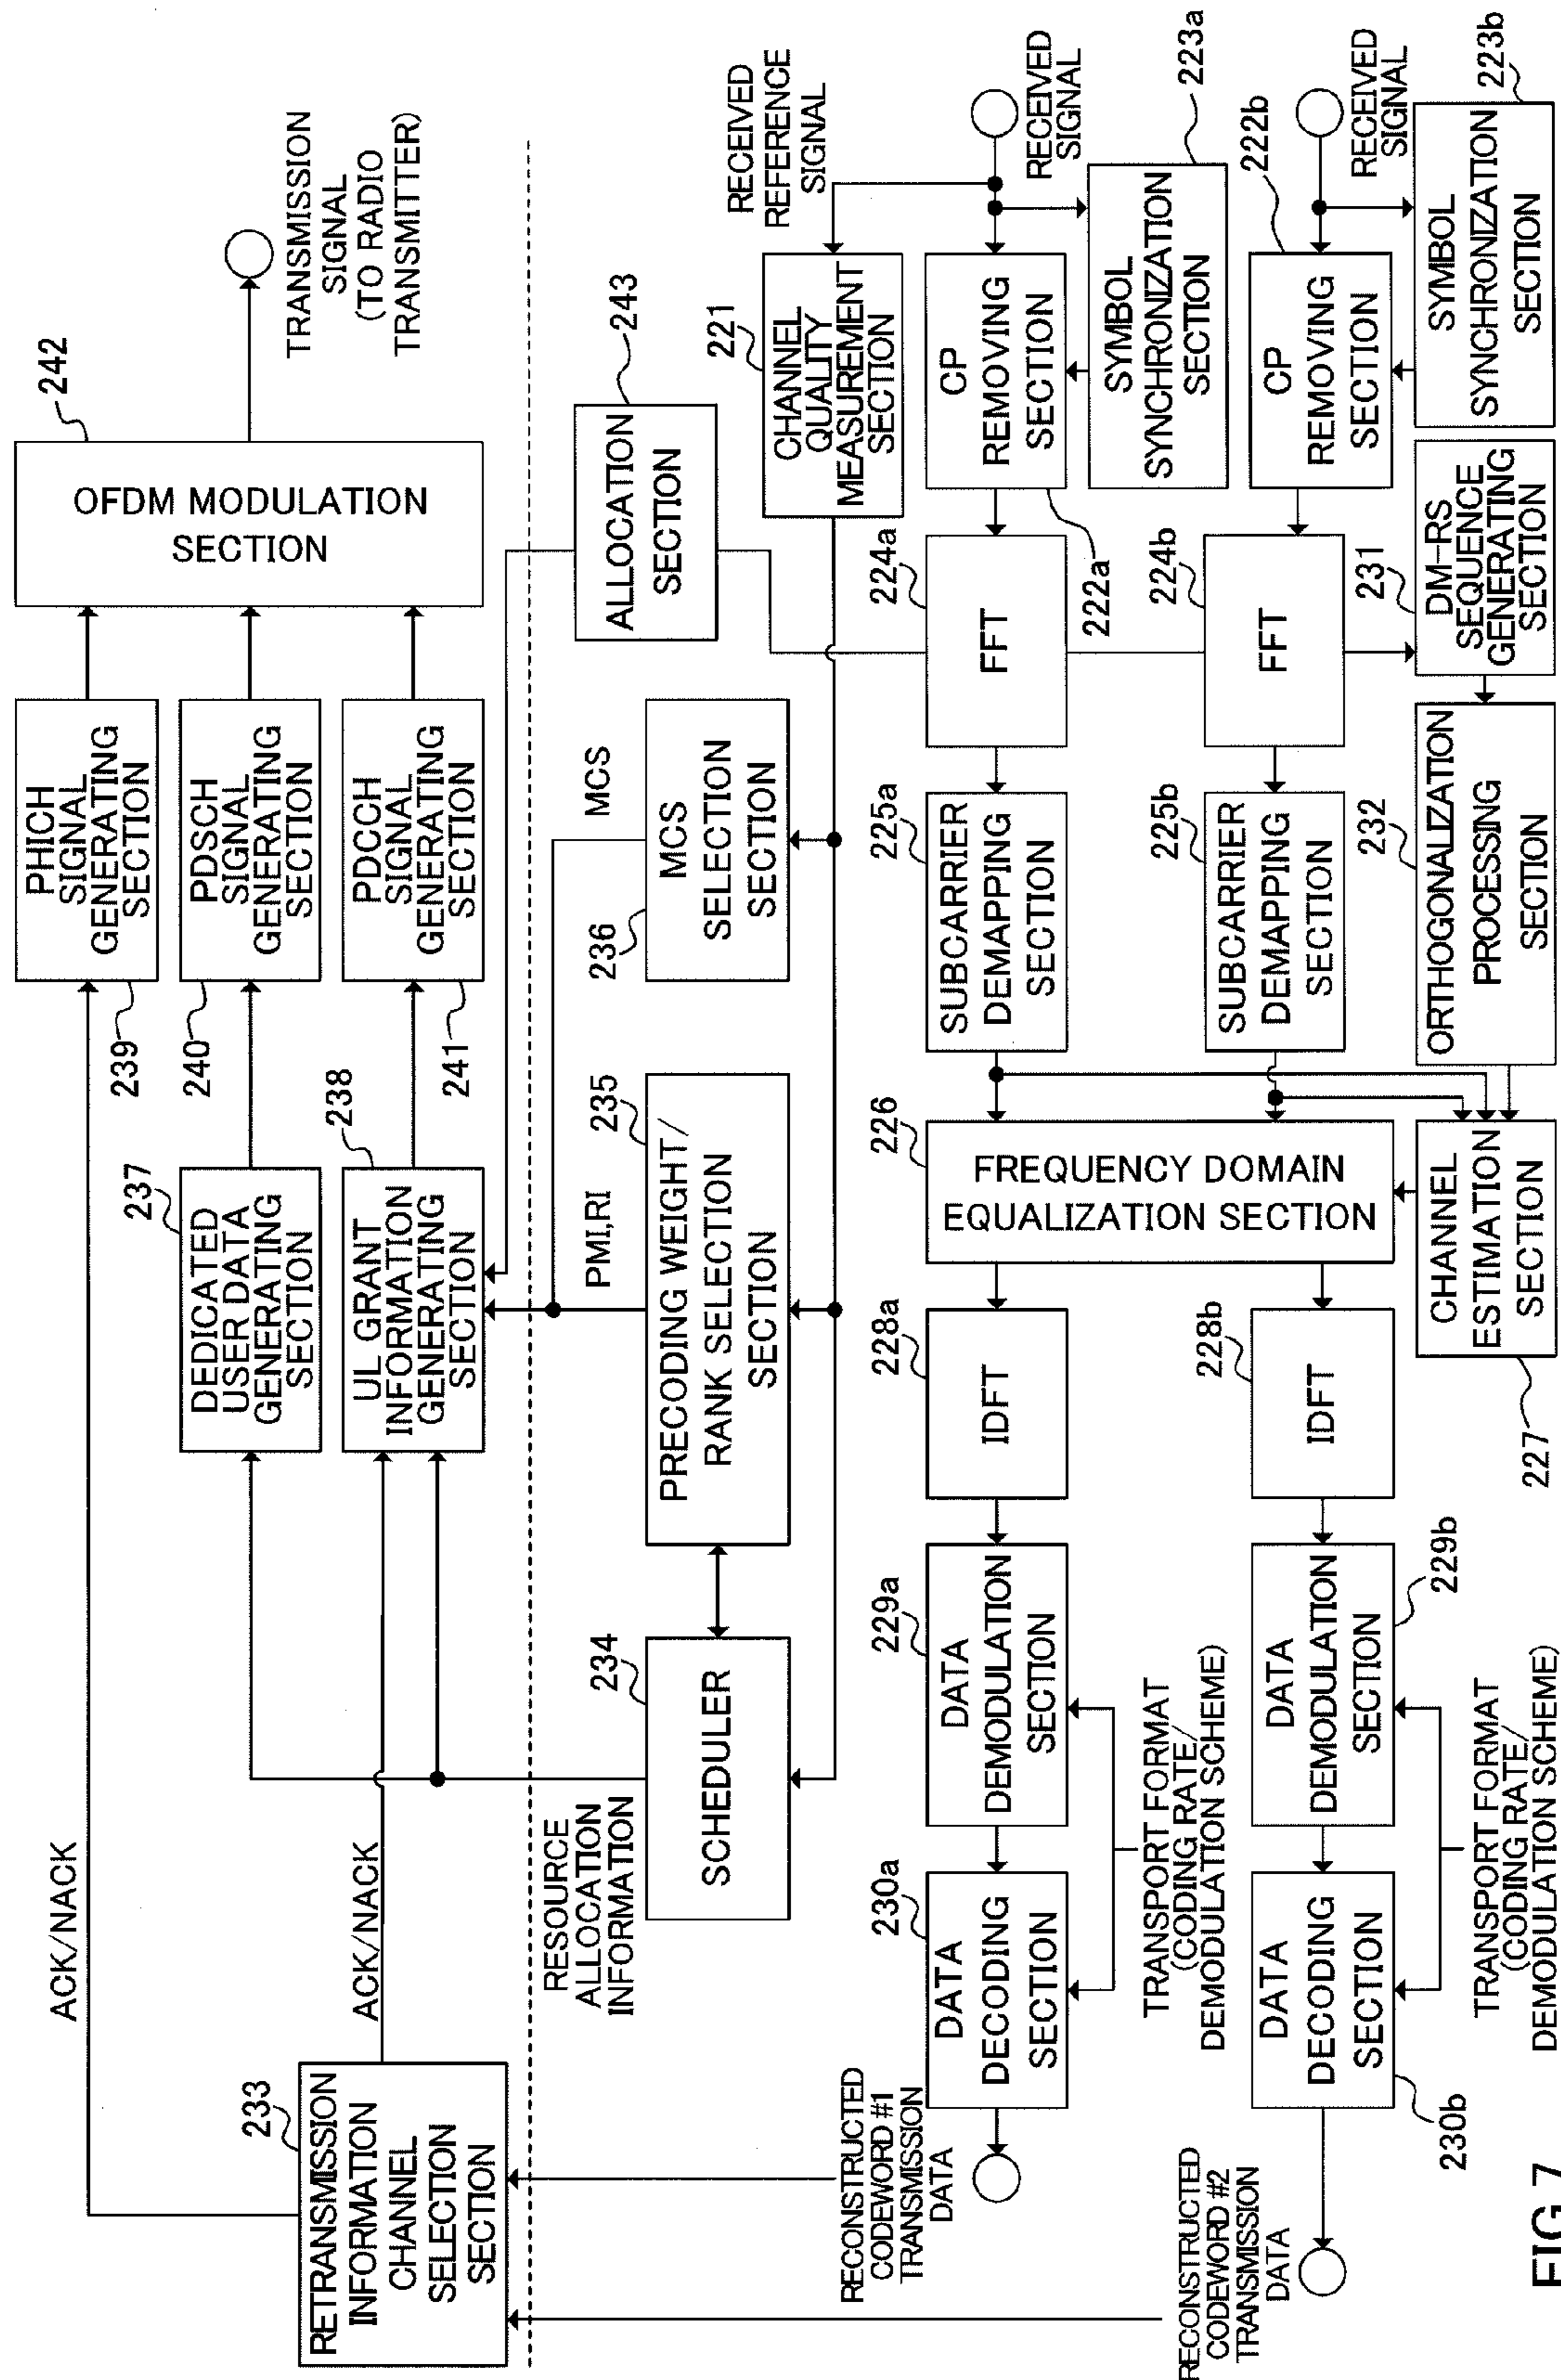 ACK/NACK
239
PHICH
SIGNAL
GENERATING
SECTION
242
OFDM MODULATION
SECTION
TRANSMISSION
SIGNAL
(TO RADIO
TRANSMITTER)
233
RETRANSMISSION
INFORMATION
CHANNEL
SELECTION
SECTION
237
DEDICATED
USER DATA
GENERATING
SECTION
240
PDSCH
SIGNAL
GENERATING
SECTION
ACK/NACK
238
UL GRANT
INFORMATION
GENERATING
SECTION
241
PDCCH
SIGNAL
GENERATING
SECTION
RESOURCE
ALLOCATION
INFORMATION
PMI,RI
MCS
243
ALLOCATION
SECTION
234
SCHEDULER
235
PRECODING WEIGHT/
RANK SELECTION
SECTION
236
MCS
SELECTION
SECTION
221
CHANNEL
QUALITY
MEASUREMENT
SECTION
RECEIVED
REFERENCE
SIGNAL
RECONSTRUCTED
CODEWORD #1
TRANSMISSION
DATA
230a
DATA
DECODING
SECTION
229a
DATA
DEMODULATION
SECTION
228a
IDFT
226
FREQUENCY DOMAIN
EQUALIZATION SECTION
225a
SUBCARRIER
DEMAPPING
SECTION
224a
FFT
222a
CP
REMOVING
SECTION
RECEIVED
SIGNAL
TRANSPORT FORMAT
(CODING RATE/
DEMODULATION SCHEME)
SYMBOL
SYNCHRONIZATION
SECTION
223a
RECONSTRUCTED
CODEWORD #2
TRANSMISSION
DATA
230b
DATA
DECODING
SECTION
229b
DATA
DEMODULATION
SECTION
228b
IDFT
225b
SUBCARRIER
DEMAPPING
SECTION
224b
FFT
222b
CP
REMOVING
SECTION
RECEIVED
SIGNAL
TRANSPORT FORMAT
(CODING RATE/
DEMODULATION SCHEME)
227
CHANNEL
ESTIMATION
SECTION
232
ORTHOGONALIZATION
PROCESSING
SECTION
231
DM-RS
SEQUENCE
GENERATING
SECTION
SYMBOL
SYNCHRONIZATION
SECTION
223b
FIG.7